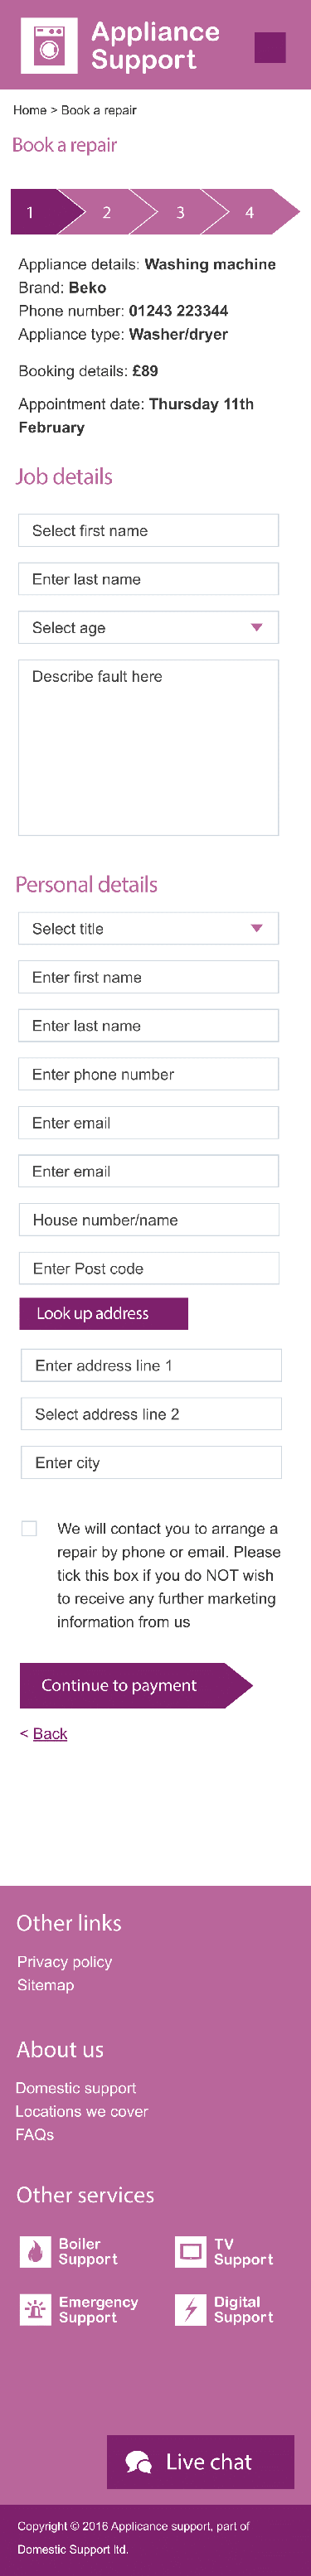 Appliance
Support
Home > Book a repair
Book a repair
1 2 3 4
Appliance details: Washing machine
Brand: Beko
Phone number: 01243 223344
Appliance type: Washer/dryer
Booking details: £89
Appointment date: Thursday 11th
February
Job details
Select first name
Enter last name
Select age
Describe fault here
Personal details
Select title
Enter first name
Enter last name
Enter phone number
Enter email
Enter email
House number/name
Enter Post code
Look up address
Enter address line 1
Select address line 2
Enter city
We will contact you to arrange a
repair by phone or email. Please
tick this box if you do NOT wish
to receive any further marketing
information from us
Continue to payment
< Back
Other links
Privacy policy
Sitemap
About us
Domestic support
Locations we cover
FAQs
Other services
Boiler
Support
TV
Support
Emergency
Support
Digital
Support
Live chat
Copyright © 2016 Applicance support, part of
Domestic Support ltd.